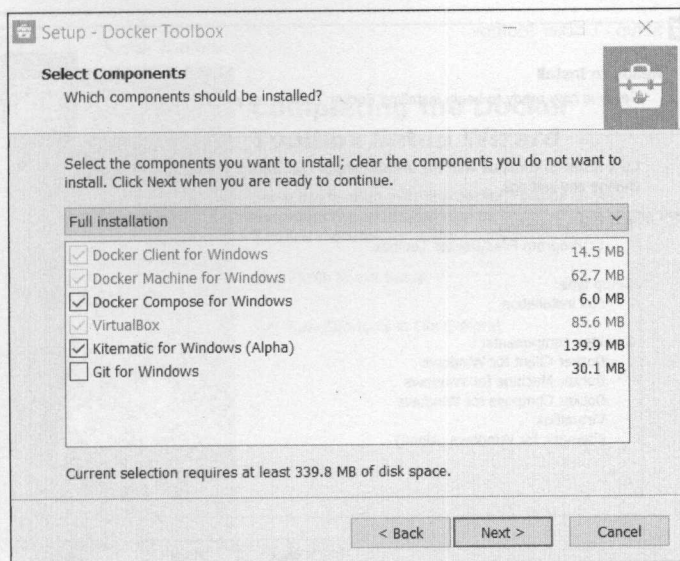 Setup - Docker Toolbox
Select Components
Which components should be installed?
Select the components you want to install; clear the components you do not want to
install. Click Next when you are ready to continue.
Full installation
Docker Client for Windows 14.5 MB
Docker Machine for Windows 62.7 MB
Docker Compose for Windows 6.0 MB
VirtualBox 85.6 MB
Kitematic for Windows (Alpha) 139.9 MB
Git for Windows 30.1 MB
Current selection requires at least 339.8 MB of disk space.
< Back Next > Cancel